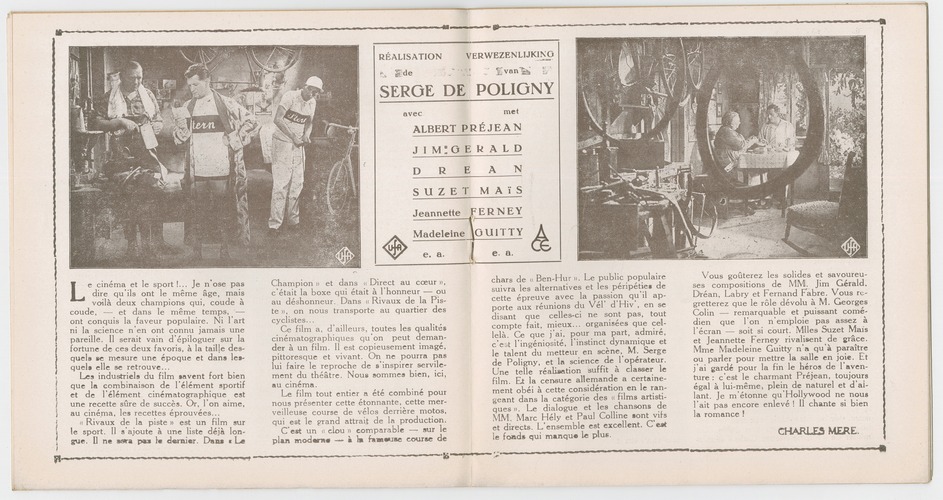 RÉALISATION VERWEZENLIJKING
de van
SERGE DE POLIGNY
avec met
ALBERT PRÉJEAN
JIM GERALD
DREAN
SUZET MAÏS
Jeannette FERNEY
Madeleine GUITTY
e. a. e. a.
UFA
ACE
tern
UFA
UFA
Le cinéma et le sport !... Je n'ose pas
dire qu'ils ont le même âge, mais
voilà deux champions qui, coude à
coude, — et dans le même temps, —
ont conquis la faveur populaire. Ni l'art
ni la science n'en ont connu jamais une
pareille. Il serait vain d'épiloguer sur la
fortune de ces deux favoris, à la taille des-
quels se mesure une époque et dans les-
quels elle se retrouve...
Les industriels du film savent fort bien
que la combinaison de l'élément sportif
et de l'élément cinématographique est
une recette sûre de succès. Or, l'on aime,
au cinéma, les recettes éprouvées...
« Rivaux de la piste » est un film sur
le sport. Il s'ajoute à une liste déjà lon-
gue. Il ne sera pas le dernier. Dans « Le
Champion » et dans « Direct au cœur »,
c'était la boxe qui était à l'honneur — ou
au déshonneur. Dans « Rivaux de la Pis-
te », on nous transporte au quartier des
cyclistes...
Ce film a, d'ailleurs, toutes les qualités
cinématographiques qu'on peut deman-
der à un film. Il est copieusement imagé,
pittoresque et vivant. On ne pourra pas
lui faire le reproche de s'inspirer servile-
ment du théâtre. Nous sommes bien, ici,
au cinéma.
Le film tout entier a été combiné pour
nous présenter cette étonnante, cette mer-
veilleuse course de vélos derrière motos,
qui est le grand attrait de la production.
C'est un « clou » comparable — sur le
plan moderne — à la fameuse course de
chars de « Ben-Hur ». Le public populaire
suivra les alternatives et les péripéties de
cette épreuve avec la passion qu'il ap-
porte aux réunions du Vél' d'Hiv', en se
disant que celles-ci ne sont pas, tout
compte fait, mieux... organisées que cel-
le-là. Ce que j'ai, pour ma part, admiré,
c'est l'ingéniosité, l'instinct dynamique et
le talent du metteur en scène, M. Serge
de Poligny, et la science de l'opérateur.
Une telle réalisation suffit à classer le
film. Et la censure allemande a certaine-
ment obéi à cette considération en le ran-
geant dans la catégorie des « films artisti-
ques ». Le dialogue et les chansons de
MM. Marc Hély et Paul Colline sont vifs
et directs. L'ensemble est excellent. C'est
le fonds qui manque le plus.
Vous goûterez les solides et savoureu-
ses compositions de MM. Jim Gérald,
Dréan, Labry et Fernand Fabre. Vous re-
gretterez que le rôle dévolu à M. Georges
Colin — remarquable et puissant comé-
dien que l'on n'emploie pas assez à
l'écran — soit si court. Mlles Suzet Mais
et Jeannette Ferney rivalisent de grâce.
Mme Madeleine Guitty n'a qu'à paraître
ou parler pour mettre la salle en joie. Et
j'ai gardé pour la fin le héros de l'aven-
ture : c'est le charmant Préjean, toujours
égal à lui-même, plein de naturel et d'al-
lant. Je m'étonne qu'Hollywood ne nous
l'ait pas encore enlevé ! Il chante si bien
la romance !
CHARLES MERE.